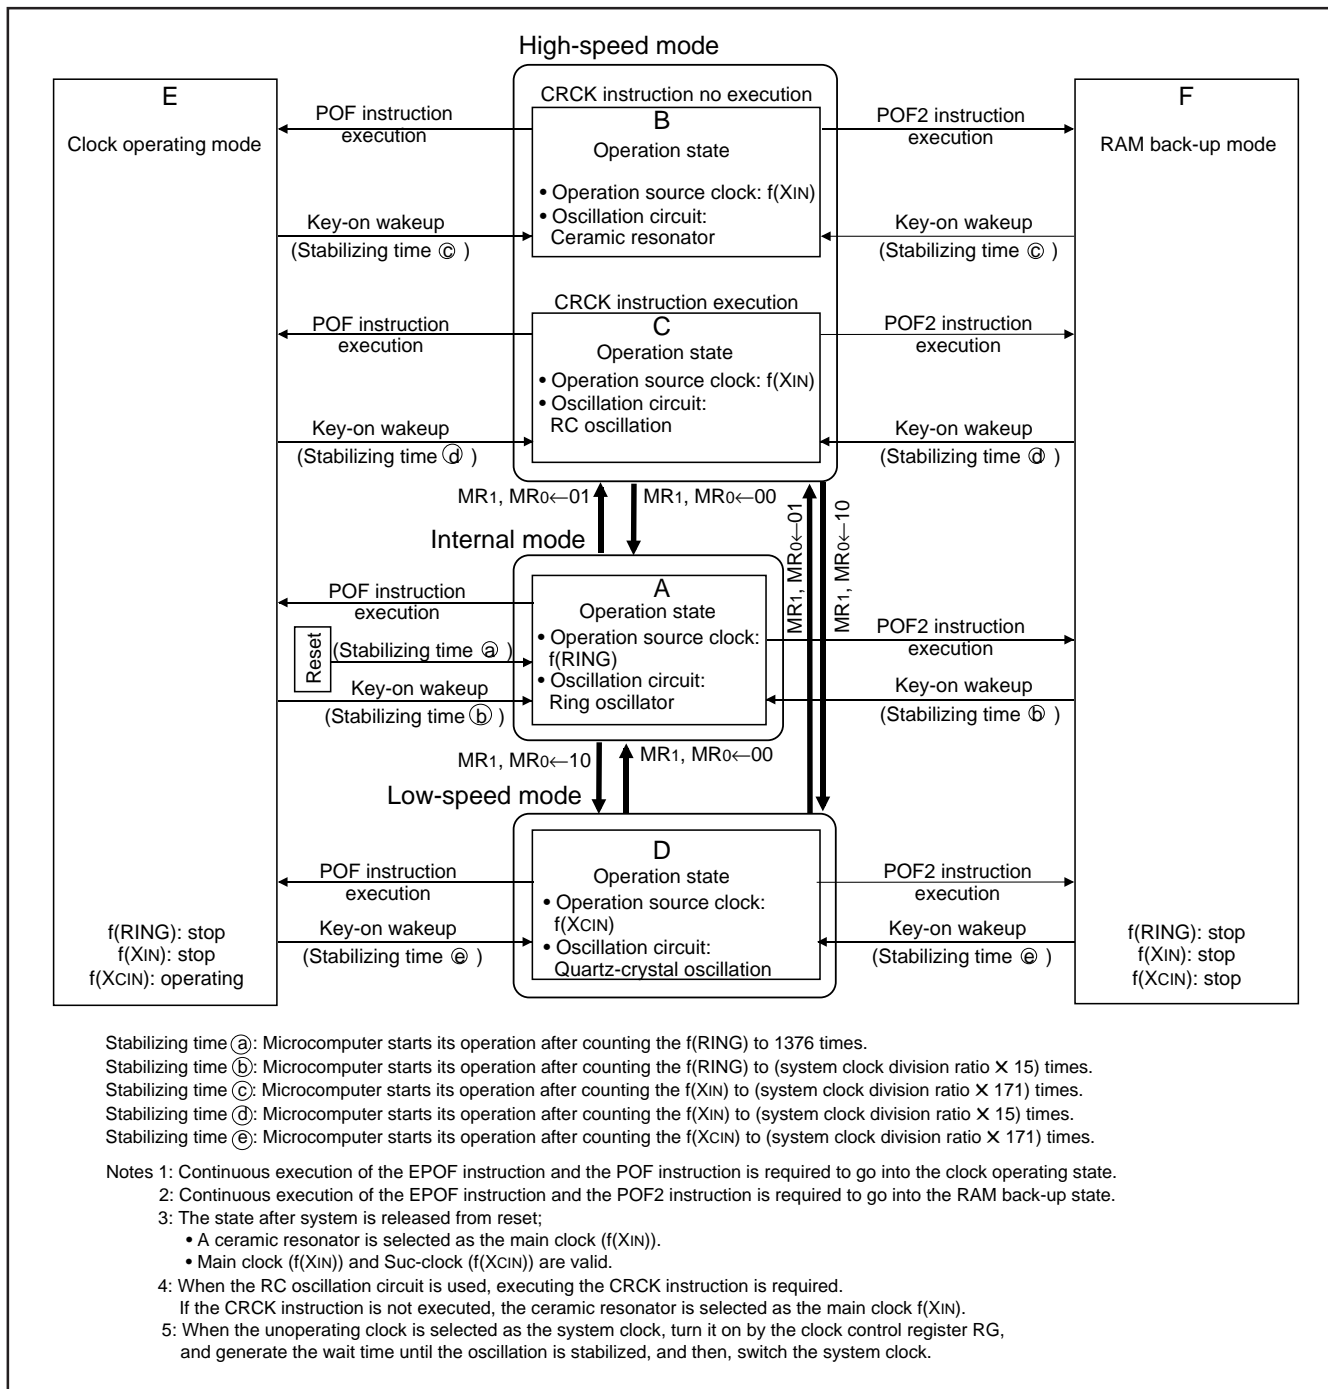 High-speed mode
E
Clock operating mode
POF instruction
execution
CRCK instruction no execution
B
Operation state
• Operation source clock: f(XIN)
• Oscillation circuit:
Ceramic resonator
POF2 instruction
execution
F
RAM back-up mode
Key-on wakeup
(Stabilizing time ⓒ )
Key-on wakeup
(Stabilizing time ⓒ )
CRCK instruction execution
POF instruction
execution
C
Operation state
• Operation source clock: f(XIN)
• Oscillation circuit:
RC oscillation
POF2 instruction
execution
Key-on wakeup
(Stabilizing time ⓓ )
Key-on wakeup
(Stabilizing time ⓓ )
MR1, MR0←01
MR1, MR0←00
MR1, MR0←01
MR1, MR0←10
Internal mode
POF instruction
execution
A
Operation state
• Operation source clock:
f(RING)
• Oscillation circuit:
Ring oscillator
POF2 instruction
execution
Reset
(Stabilizing time ⓐ )
Key-on wakeup
(Stabilizing time ⓑ )
Key-on wakeup
(Stabilizing time ⓑ )
MR1, MR0←10
MR1, MR0←00
Low-speed mode
POF instruction
execution
D
Operation state
• Operation source clock:
f(XCIN)
• Oscillation circuit:
Quartz-crystal oscillation
POF2 instruction
execution
Key-on wakeup
(Stabilizing time ⓔ )
Key-on wakeup
(Stabilizing time ⓔ )
f(RING): stop
f(XIN): stop
f(XCIN): operating
f(RING): stop
f(XIN): stop
f(XCIN): stop
Stabilizing time ⓐ: Microcomputer starts its operation after counting the f(RING) to 1376 times.
Stabilizing time ⓑ: Microcomputer starts its operation after counting the f(RING) to (system clock division ratio × 15) times.
Stabilizing time ⓒ: Microcomputer starts its operation after counting the f(XIN) to (system clock division ratio × 171) times.
Stabilizing time ⓓ: Microcomputer starts its operation after counting the f(XIN) to (system clock division ratio × 15) times.
Stabilizing time ⓔ: Microcomputer starts its operation after counting the f(XCIN) to (system clock division ratio × 171) times.
Notes 1: Continuous execution of the EPOF instruction and the POF instruction is required to go into the clock operating state.
2: Continuous execution of the EPOF instruction and the POF2 instruction is required to go into the RAM back-up state.
3: The state after system is released from reset;
• A ceramic resonator is selected as the main clock (f(XIN)).
• Main clock (f(XIN)) and Suc-clock (f(XCIN)) are valid.
4: When the RC oscillation circuit is used, executing the CRCK instruction is required.
If the CRCK instruction is not executed, the ceramic resonator is selected as the main clock f(XIN).
5: When the unoperating clock is selected as the system clock, turn it on by the clock control register RG,
and generate the wait time until the oscillation is stabilized, and then, switch the system clock.